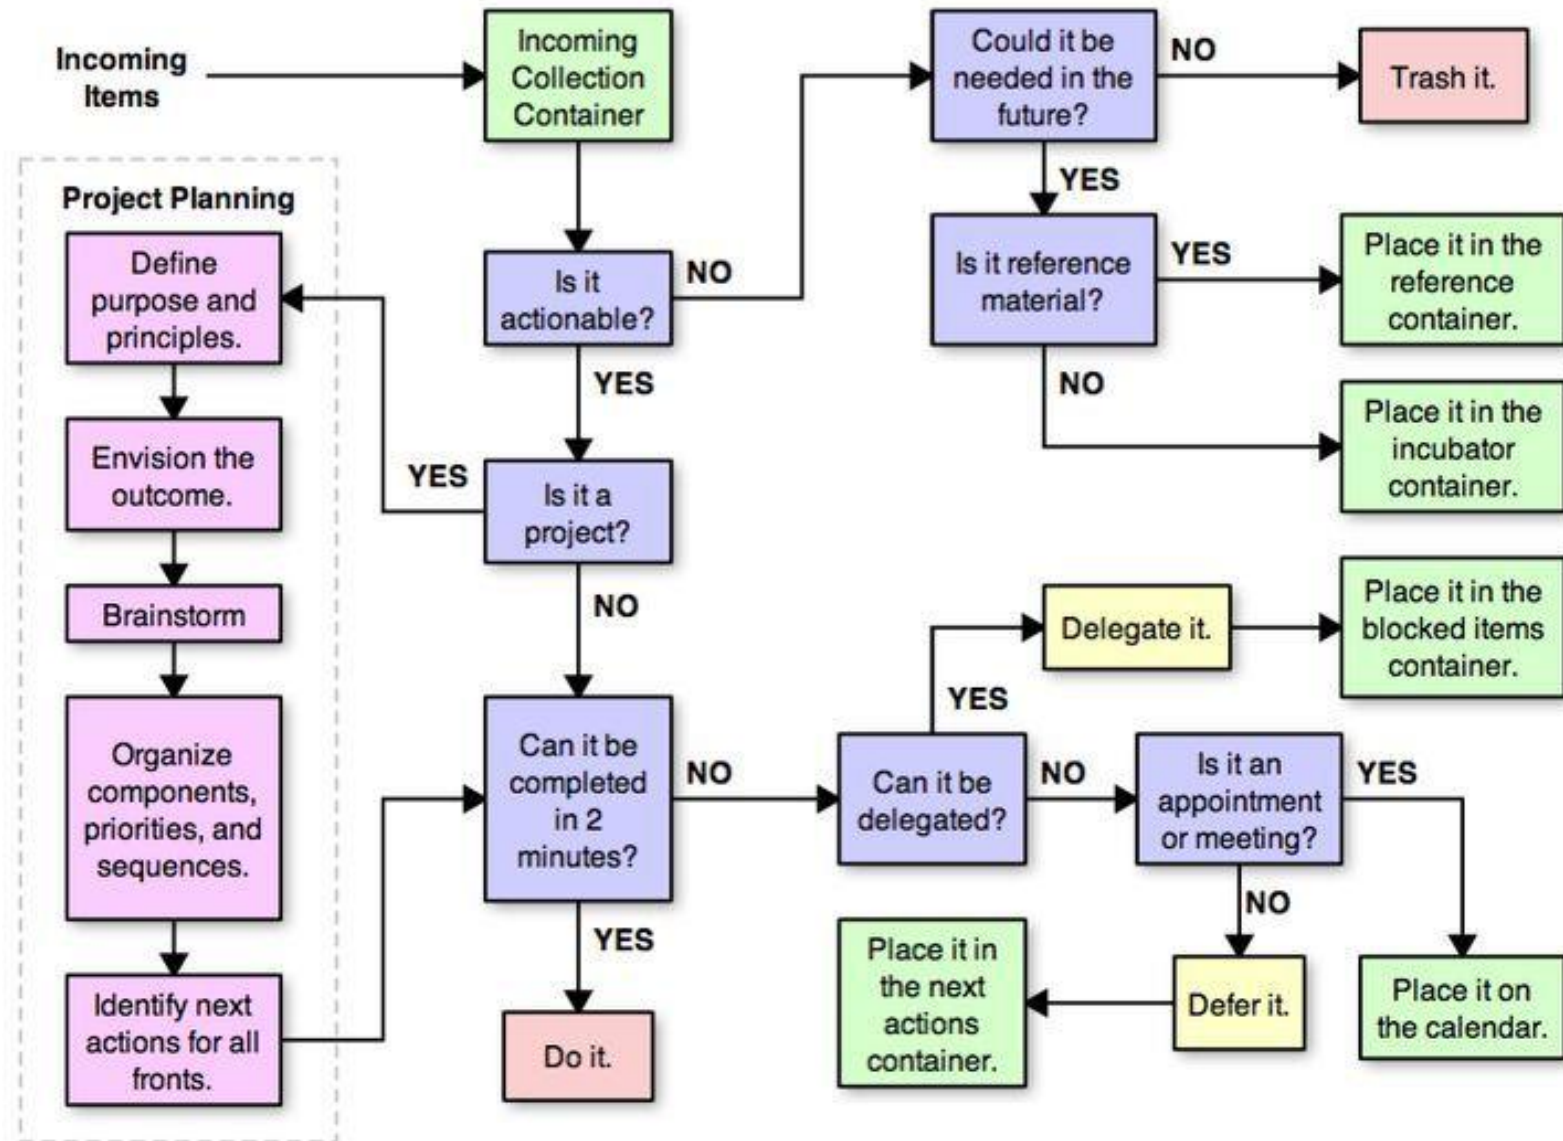 Incoming
Items
Incoming
Collection
Container
Could it be
needed in the
future?
NO
Trash it.
YES
Project Planning
Define
purpose and
principles.
Is it
actionable?
NO
Is it reference
material?
YES
Place it in the
reference
container.
YES
NO
Place it in the
incubator
container.
Envision the
outcome.
YES
Is it a
project?
NO
Brainstorm
Delegate it.
Place it in the
blocked items
container.
YES
Organize
components,
priorities, and
sequences.
Can it be
completed
in 2
minutes?
NO
Can it be
delegated?
NO
Is it an
appointment
or meeting?
YES
NO
YES
Identify next
actions for all
fronts.
Do it.
Place it in
the next
actions
container.
Defer it.
Place it on
the calendar.